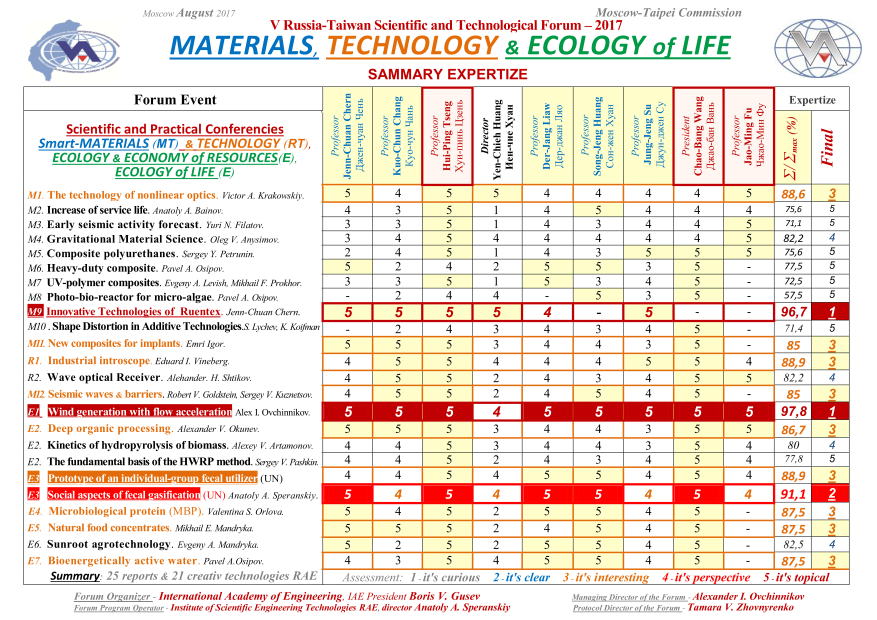 Moscow August 2017
Moscow-Taipei Commission
V Russia-Taiwan Scientific and Technological Forum – 2017
MATERIALS, TECHNOLOGY & ECOLOGY of LIFE
SAMMARY EXPERTIZE
Forum Event
Scientific and Practical Conferencies
Smart-MATERIALS (MT) & TECHNOLOGY (RT),
ECOLOGY & ECONOMY of RESOURCES(E),
ECOLOGY of LIFE (E)
Professor Jenn-Chuan Chern Джен-чуан Чень
Professor Kuo-Chun Chang Куо-чун Чань
Professor Hui-Ping Tseng Хуи-пинь Цзень
Director Yen-Chieh Huang Иен-чие Хуан
Professor Der-Jang Liaw Дер-джан Ляо
Professor Song-Jeng Huang Сон-жен Хуан
Professor Jung-Jeng Su Джун-джен Су
President Chao-Bang Wang Джао-бан Вань
Professor Jao-Ming Fu Чжао-Мин Фу
Expertize
Σ/Σmax (%)
Final
M1. The technology of nonlinear optics. Victor A. Krakowskiy. 5 4 5 5 4 4 4 4 5 88,6 3
M2. Increase of service life. Anatoly A. Bainov. 4 3 5 1 4 5 4 4 4 75,6 5
M3. Early seismic activity forecast. Yuri N. Filatov. 3 3 5 1 4 3 4 4 5 71,1 5
M4. Gravitational Material Science. Oleg V. Anysimov. 3 4 5 4 4 4 4 4 5 82,2 4
M5. Composite polyurethanes. Sergey Y. Petrunin. 2 4 5 1 4 3 5 5 5 75,6 5
M6. Heavy-duty composite. Pavel A. Osipov. 5 2 4 2 5 5 3 5 - 77,5 5
M7 UV-polymer composites. Evgeny A. Levish, Mikhail F. Prokhor. 3 3 5 1 5 3 4 5 - 72,5 5
M8 Photo-bio-reactor for micro-algae. Pavel A. Osipov. - 2 4 4 - 5 3 5 - 57,5 5
M9 Innovative Technologies of Ruentex. Jenn-Chuan Chern. 5 5 5 5 4 - 5 - - 96,7 1
M10 . Shape Distortion in Additive Technologies.S. Lychev, K. Koifman - 2 4 3 4 3 4 5 - 71,4 5
M11. New composites for implants. Emri Igor. 5 5 5 3 4 4 3 5 - 85 3
R1. Industrial introscope. Eduard I. Vineberg. 4 5 5 4 4 4 5 5 4 88,9 3
R2. Wave optical Receiver. Alehander. H. Shtikov. 4 5 5 2 4 3 4 5 5 82,2 4
M12. Seismic waves & barriers. Robert V. Goldstein, Sergey V. Kuznetsov. 4 5 5 2 4 5 4 5 - 85 3
E1. Wind generation with flow acceleration Alex I. Ovchinnikov. 5 5 5 4 5 5 5 5 5 97,8 1
E2. Deep organic processing. Alexander V. Okunev. 5 5 5 3 4 4 3 5 5 86,7 3
E2. Kinetics of hydropyrolysis of biomass. Alexey V. Artamonov. 4 4 5 3 4 4 3 5 4 80 4
E2. The fundamental basis of the HWRP method. Sergey V. Pashkin. 4 4 5 2 4 3 4 5 4 77,8 5
E3 Prototype of an individual-group fecal utilizer (UN) 4 4 5 4 4 5 4 5 5 88,9 3
E3 Social aspects of fecal gasification (UN) Anatoly A. Speranskiy. 5 4 5 4 5 5 4 5 4 91,1 2
E4. Microbiological protein (MBP). Valentina S. Orlova. 5 4 5 2 5 5 4 5 - 87,5 3
E5. Natural food concentrates. Mikhail E. Mandryka. 5 5 5 2 4 5 4 5 - 87,5 3
E6. Sunroot agrotechnology. Evgeny A. Mandryka. 5 2 5 2 5 5 4 5 - 82,5 4
E7. Bioenergetically active water. Pavel A.Osipov. 4 3 5 4 5 5 4 5 - 87,5 3
Summary: 25 reports & 21 creativ technologies RAE
Assessment: 1 - it's curious 2 - it's clear 3 - it's interesting 4 - it's perspective 5 - it's topical
Forum Organizer - International Academy of Engineering, IAE President Boris V. Gusev
Managing Director of the Forum - Alexander I. Ovchinnikov
Forum Program Operator - Institute of Scientific Engineering Technologies RAE, director Anatoly A. Speranskiy
Protocol Director of the Forum - Tamara V. Zhovnyrenko